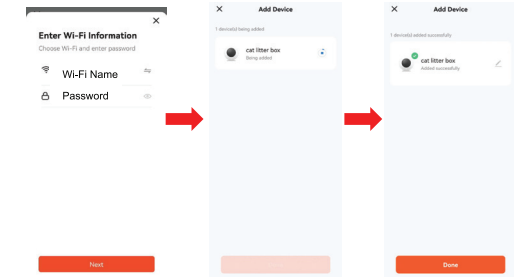 Enter Wi-Fi Information
Choose Wi-Fi and enter password
Wi-Fi Name
Password
Next
Add Device
1 device(s) being added
cat litter box
Being added
Add Device
1 device(s) added successfully
cat litter box
Added successfully
Done